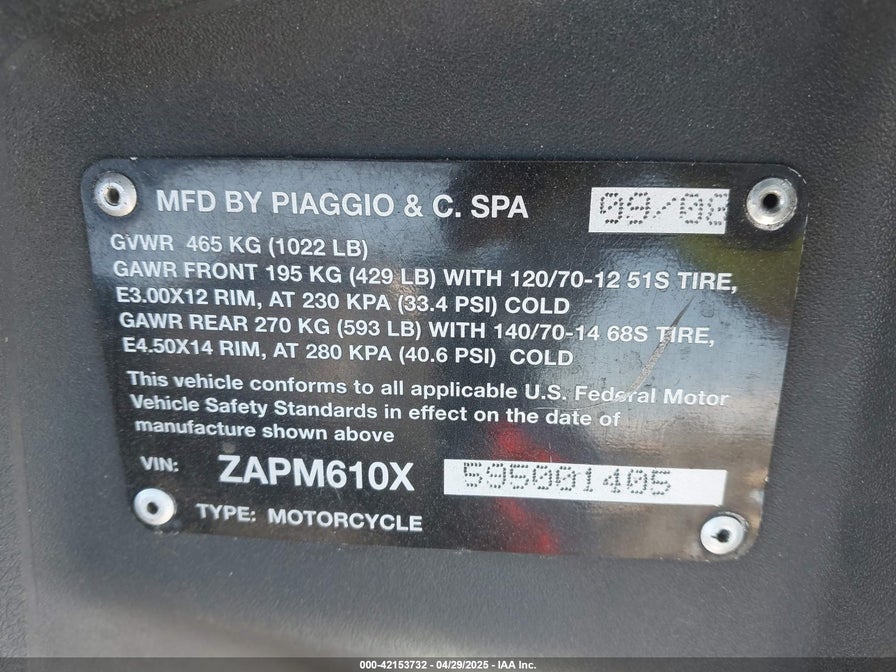 MFD BY PIAGGIO & C. SPA 09/08
GVWR 465 KG (1022 LB)
GAWR FRONT 195 KG (429 LB) WITH 120/70-12 51S TIRE,
E3.00X12 RIM, AT 230 KPA (33.4 PSI) COLD
GAWR REAR 270 KG (593 LB) WITH 140/70-14 68S TIRE,
E4.50X14 RIM, AT 280 KPA (40.6 PSI) COLD
This vehicle conforms to all applicable U.S. Federal Motor
Vehicle Safety Standards in effect on the date of
manufacture shown above
VIN: ZAPM610X 595001405
TYPE: MOTORCYCLE
000-42153732 - 04/29/2025 - IAA Inc.